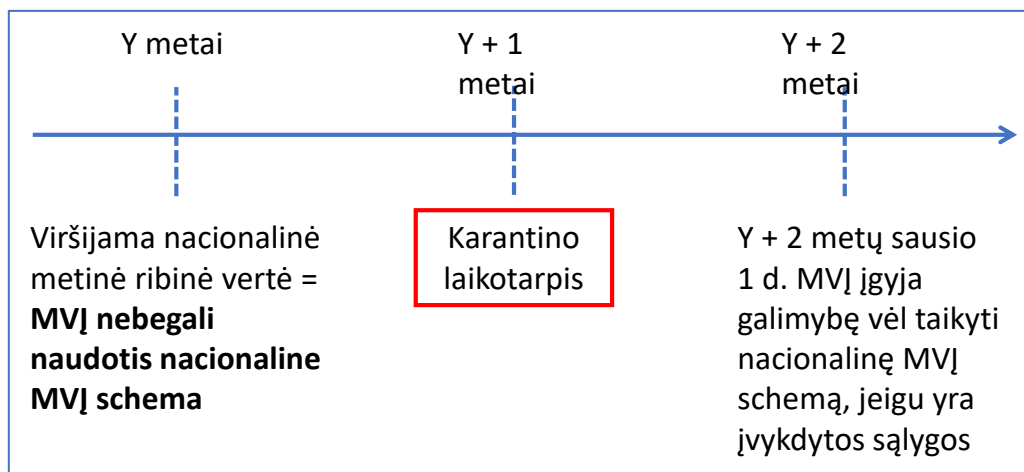 Y metai
Y + 1
metai
Y + 2
metai
Viršijama nacionalinė
metinė ribinė vertė =
MVĮ nebegali
naudotis nacionaline
MVĮ schema
Karantino
laikotarpis
Y + 2 metų sausio
1 d. MVĮ įgyja
galimybę vėl taikyti
nacionalinę MVĮ
schemą, jeigu yra
įvykdytos sąlygos